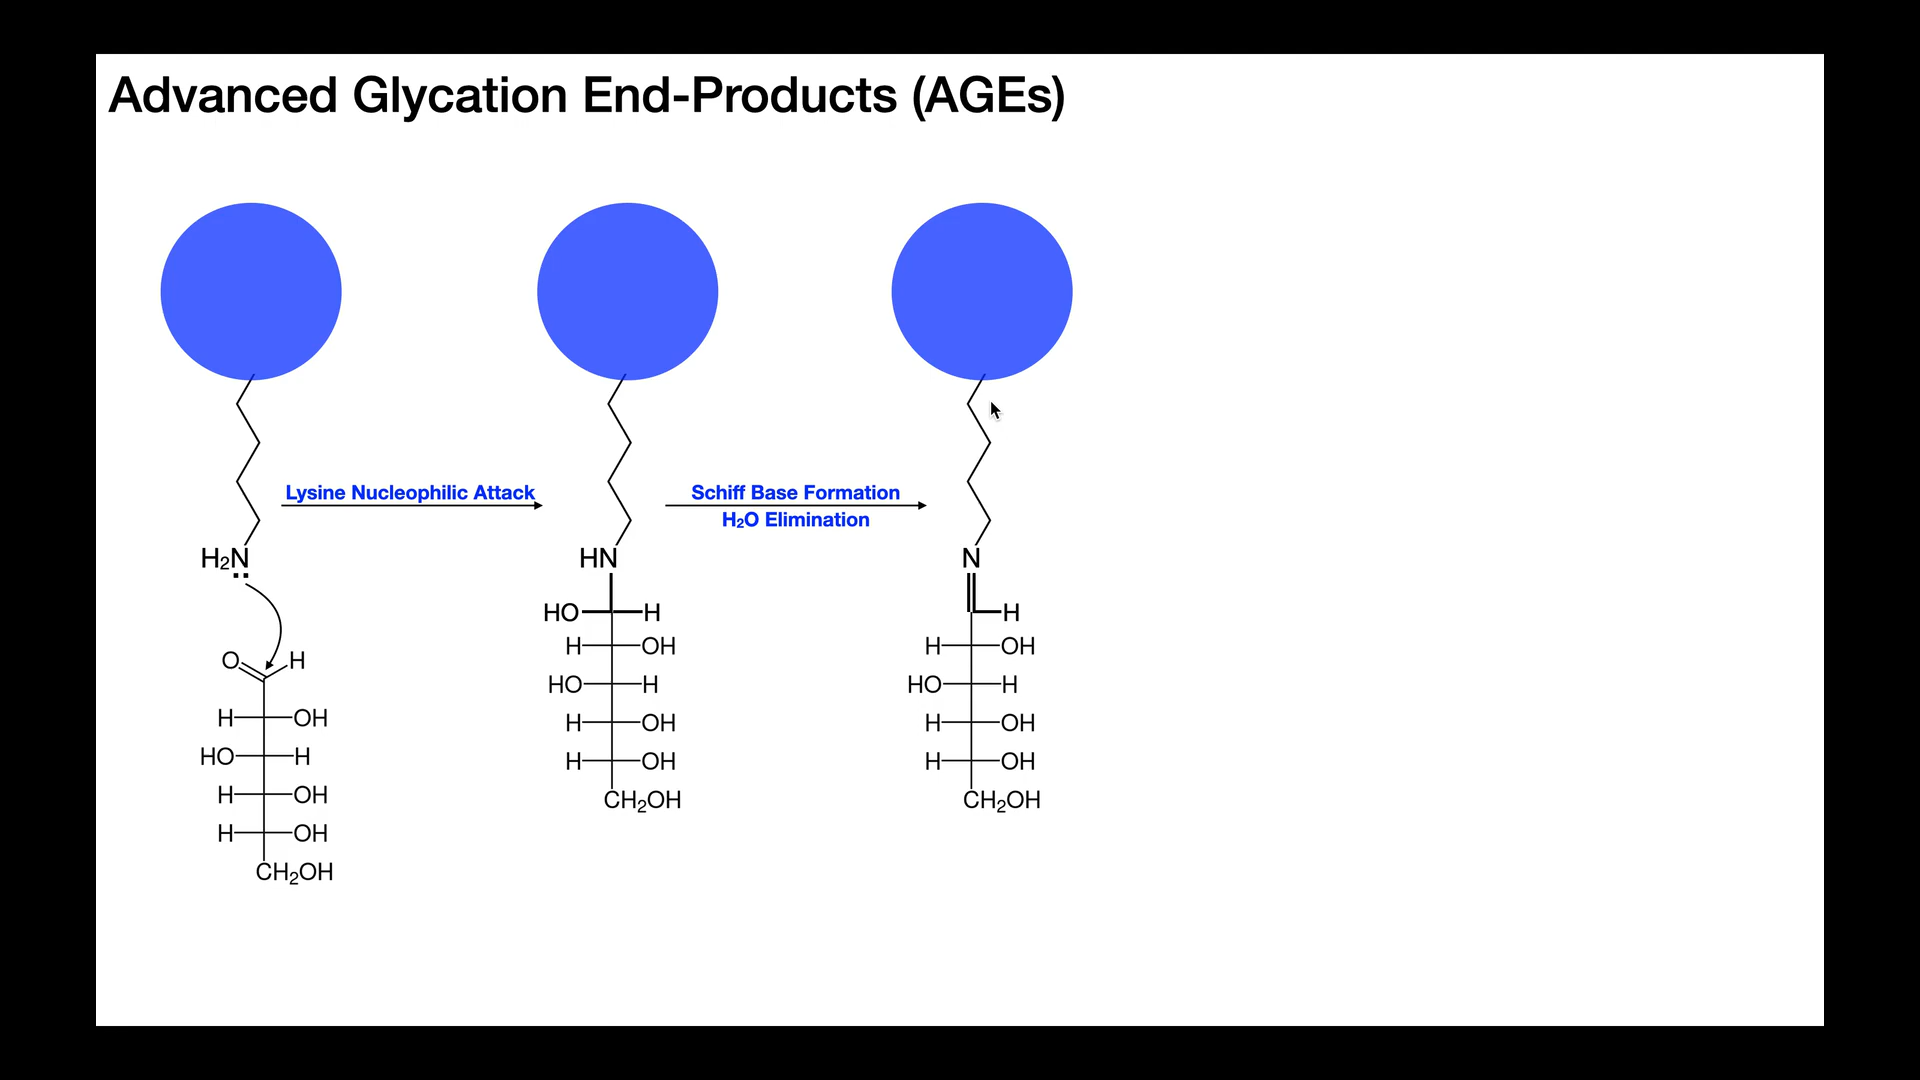 Advanced Glycation End-Products (AGEs)
Lysine Nucleophilic Attack
Schiff Base Formation
H₂O Elimination
H₂N
HN
N
HO H
H
O H
H OH
H OH
HO H
HO H
H OH
H OH
H OH
H OH
H OH
HO H
CH₂OH
CH₂OH
H OH
H OH
CH₂OH